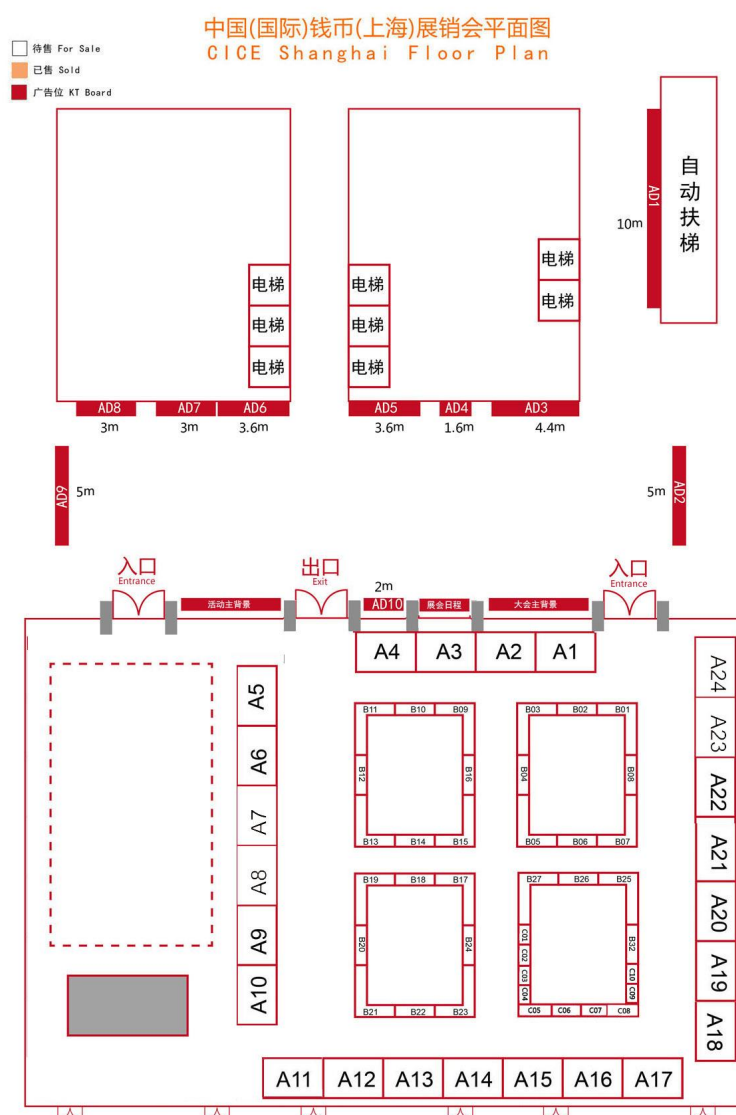 中国(国际)钱币(上海)展销会平面图
CICE Shanghai Floor Plan
待售 For Sale
已售 Sold
广告位 KT Board
自动扶梯
AD1
10m
电梯
电梯
电梯
电梯
电梯
电梯
电梯
电梯
AD8
AD7
AD6
AD5
AD4
AD3
3m
3m
3.6m
3.6m
1.6m
4.4m
AD9
5m
5m
AD2
入口
Entrance
出口
Exit
入口
Entrance
2m
活动主背景
AD10
展会日程
大会主背景
A4
A3
A2
A1
A5
A6
A7
A8
A9
A10
A24
A23
A22
A21
A20
A19
A18
B11
B10
B09
B12
B16
B13
B14
B15
B03
B02
B01
B04
B08
B05
B06
B07
B19
B18
B17
B20
B24
B21
B22
B23
B27
B26
B25
C01
C02
C03
C04
B32
C10
C09
C05
C06
C07
C08
A11
A12
A13
A14
A15
A16
A17